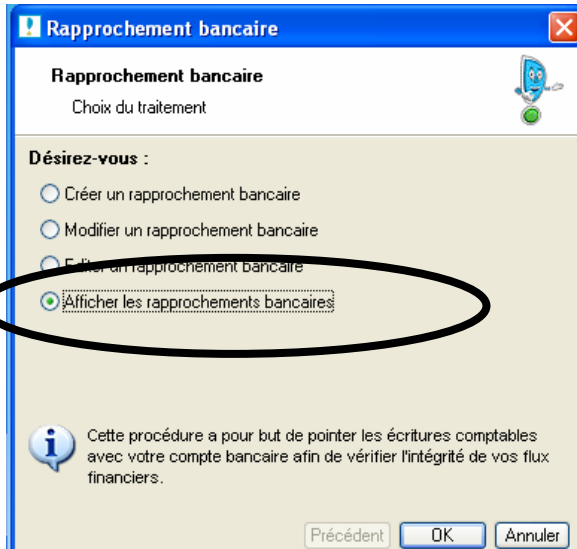 Rapprochement bancaire
Rapprochement bancaire
Choix du traitement
Désirez-vous :
Créer un rapprochement bancaire
Modifier un rapprochement bancaire
Editer un rapprochement bancaire
Afficher les rapprochements bancaires
Cette procédure a pour but de pointer les écritures comptables
avec votre compte bancaire afin de vérifier l'intégrité de vos flux
financiers.
Précédent OK Annuler